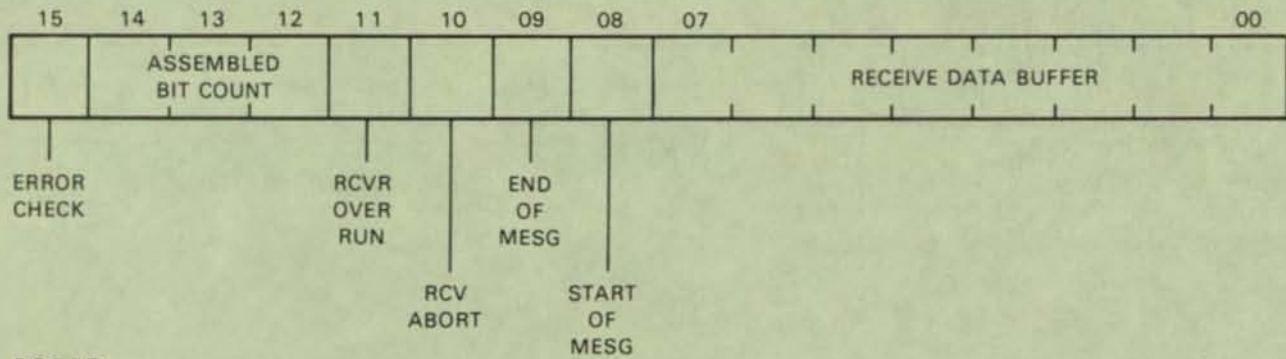 15 14 13 12 11 10 09 08 07 00
ASSEMBLED
BIT COUNT
RECEIVE DATA BUFFER
ERROR
CHECK
RCVR
OVER
RUN
END
OF
MESG
RCV
ABORT
START
OF
MESG